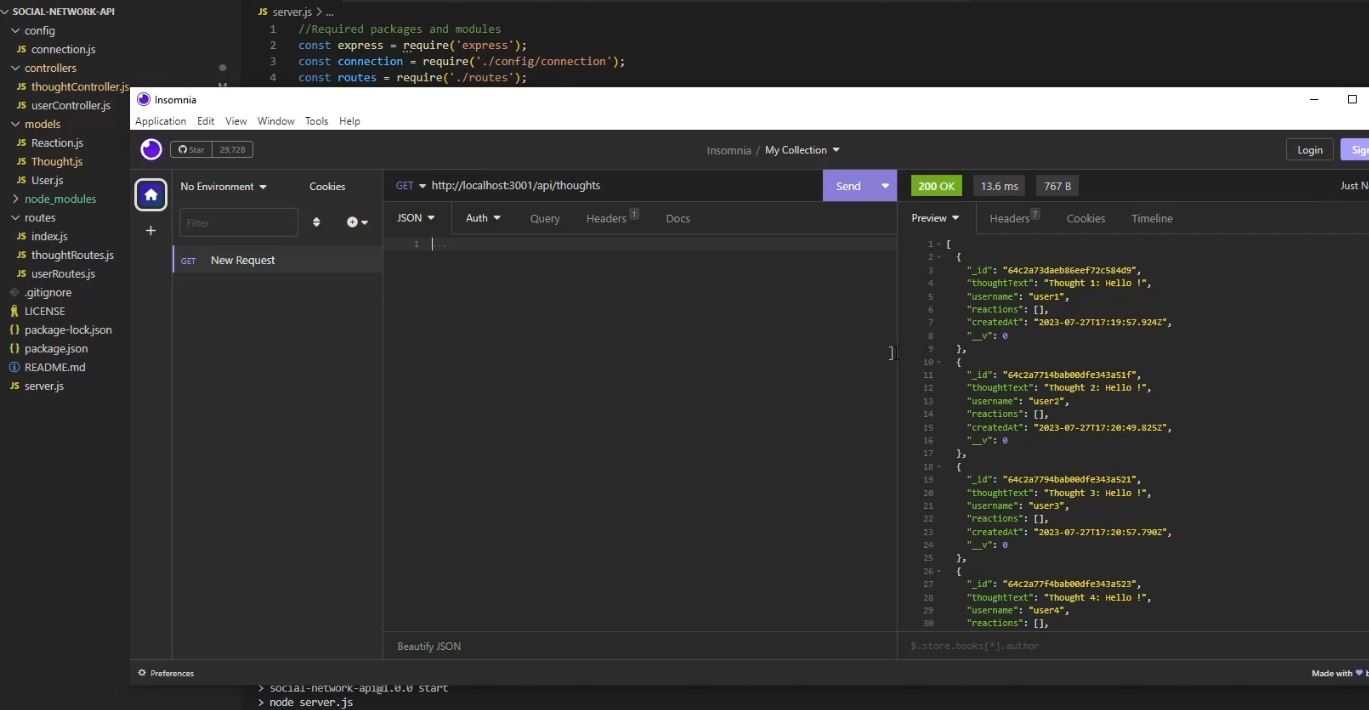 SOCIAL-NETWORK-API
config
JS connection.js
controllers
JS thoughtController.js
JS userController.js
models
JS Reaction.js
JS Thought.js
JS User.js
node_modules
routes
JS index.js
JS thoughtRoutes.js
JS userRoutes.js
.gitignore
LICENSE
{} package-lock.json
{} package.json
README.md
JS server.js
JS server.js > ...
1 //Required packages and modules
2 const express = require('express');
3 const connection = require('./config/connection');
4 const routes = require('./routes');
Insomnia
Application Edit View Window Tools Help
Star 29,728
Insomnia / My Collection
Login
No Environment
Cookies
Filter
GET New Request
GET http://localhost:3001/api/thoughts
Send
200 OK 13.6 ms 767 B
JSON Auth Query Headers 1 Docs
1 ...
Preview Headers 7 Cookies Timeline
1 [
2 {
3 "_id": "64c2a73daeb86eef72c584d9",
4 "thoughtText": "Thought 1: Hello !",
5 "username": "user1",
6 "reactions": [],
7 "createdAt": "2023-07-27T17:19:57.924Z",
8 "__v": 0
9 },
10 {
11 "_id": "64c2a7714bab00dfe343a51f",
12 "thoughtText": "Thought 2: Hello !",
13 "username": "user2",
14 "reactions": [],
15 "createdAt": "2023-07-27T17:20:49.825Z",
16 "__v": 0
17 },
18 {
19 "_id": "64c2a7794bab00dfe343a521",
20 "thoughtText": "Thought 3: Hello !",
21 "username": "user3",
22 "reactions": [],
23 "createdAt": "2023-07-27T17:20:57.790Z",
24 "__v": 0
25 },
26 {
27 "_id": "64c2a77f4bab00dfe343a523",
28 "thoughtText": "Thought 4: Hello !",
29 "username": "user4",
30 "reactions": [],
Beautify JSON
$.store.books[*].author
Preferences
Made with
> social-network-api@1.0.0 start
> node server.js